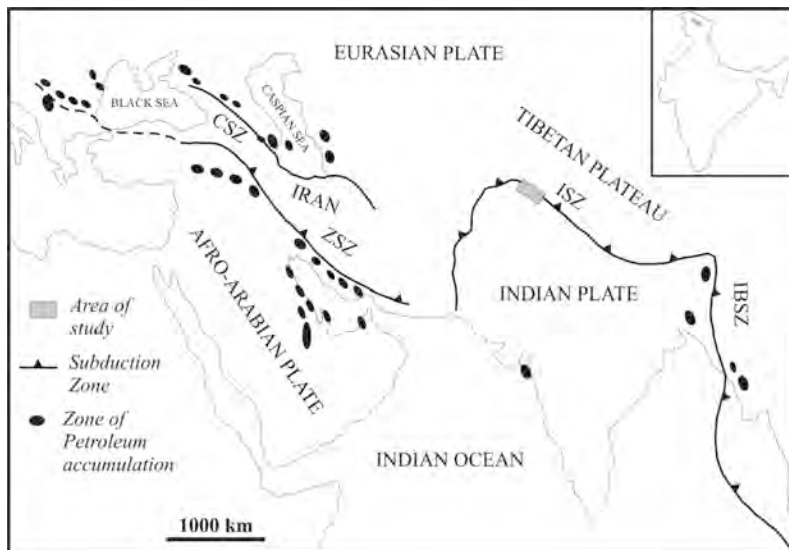 EURASIAN PLATE
BLACK SEA
CASPIAN SEA
CSZ
TIBETAN PLATEAU
IRAN
ISZ
ZSZ
AFRO-ARABIAN PLATE
INDIAN PLATE
IBSZ
Area of
study
Subduction
Zone
Zone of
Petroleum
accumulation
INDIAN OCEAN
1000 km